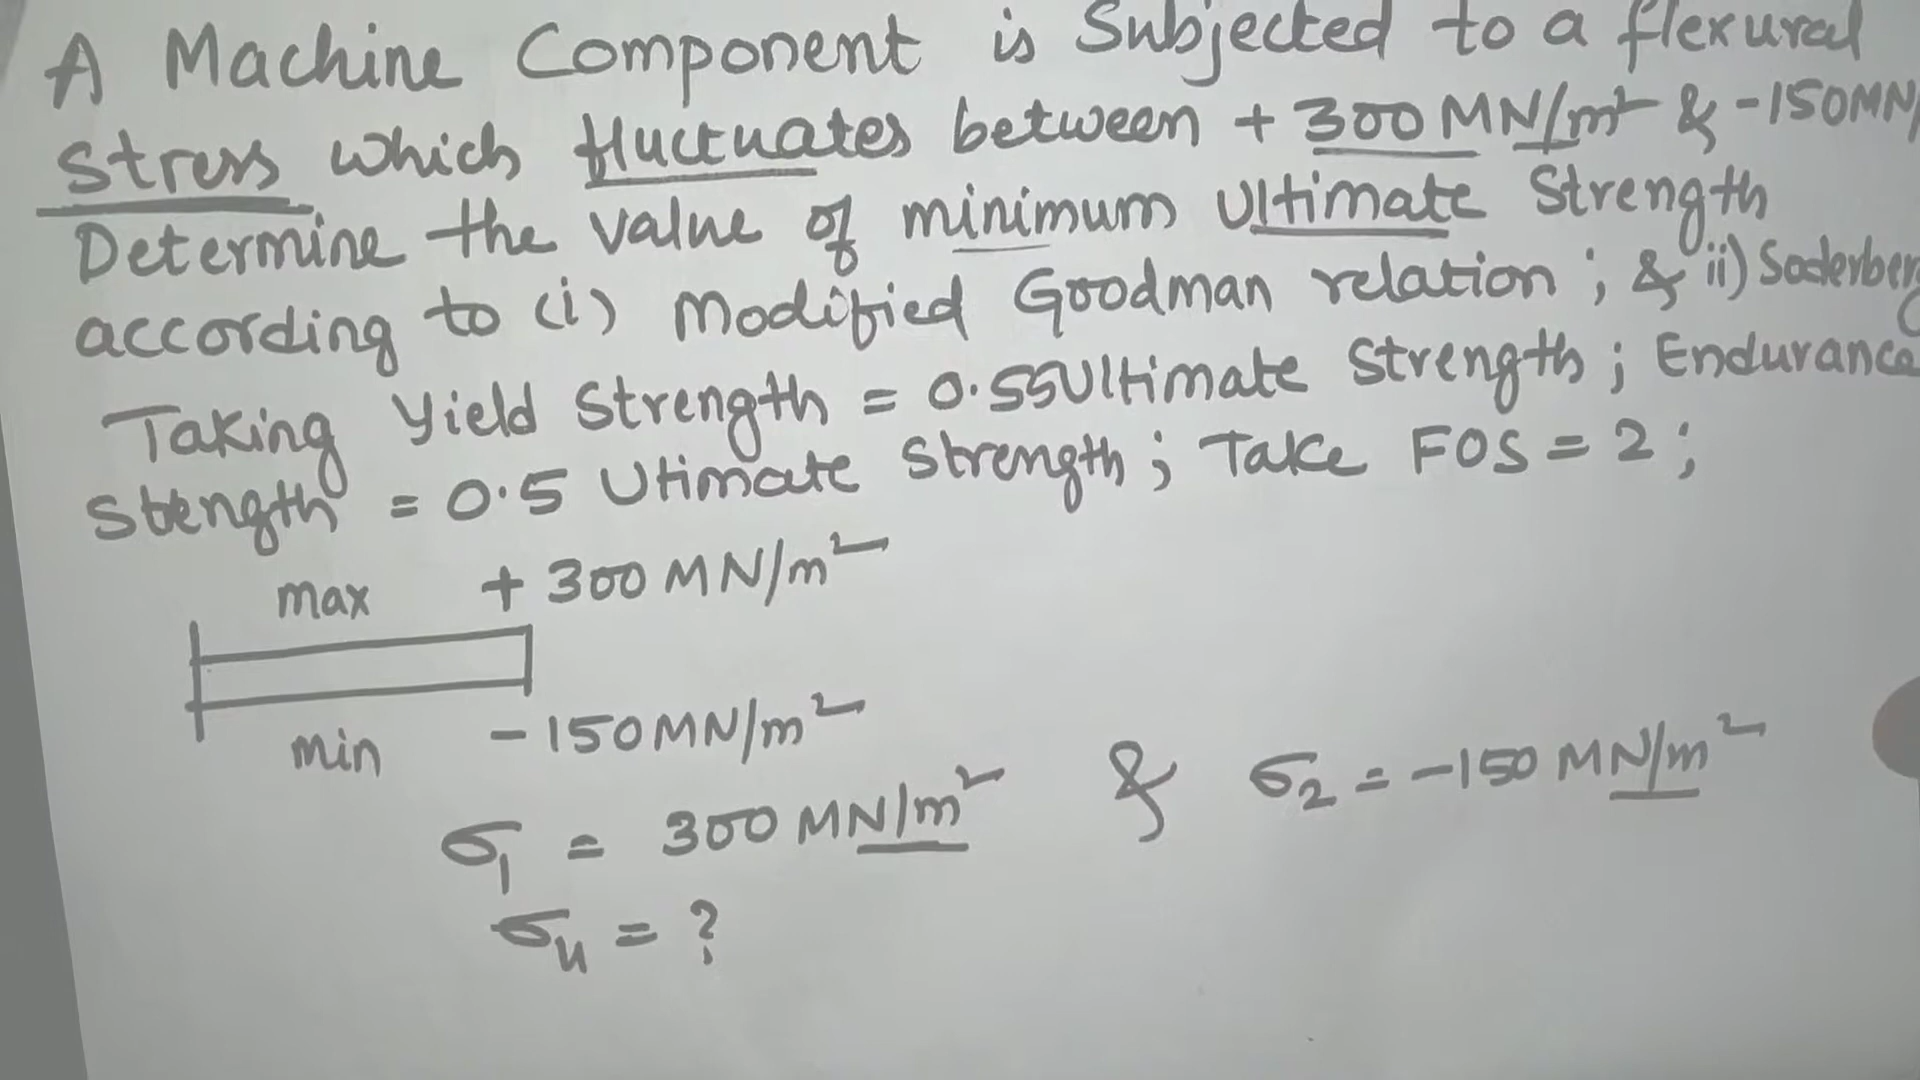 A Machine Component is Subjected to a flexural
Stress which fluctuates between + 300 MN/m² & -150MN/
Determine the value of minimum Ultimate Strength
according to (i) Modified Goodman relation ; & ii) Soderberg
Taking Yield Strength = 0.55Ultimate Strength ; Endurance
Stength = 0.5 Utimate Strength ; Take FOS = 2 ;
max + 300 MN/m²
min - 150MN/m²
σ₁ = 300 MN/m² & σ₂ = -150 MN/m²
σu = ?